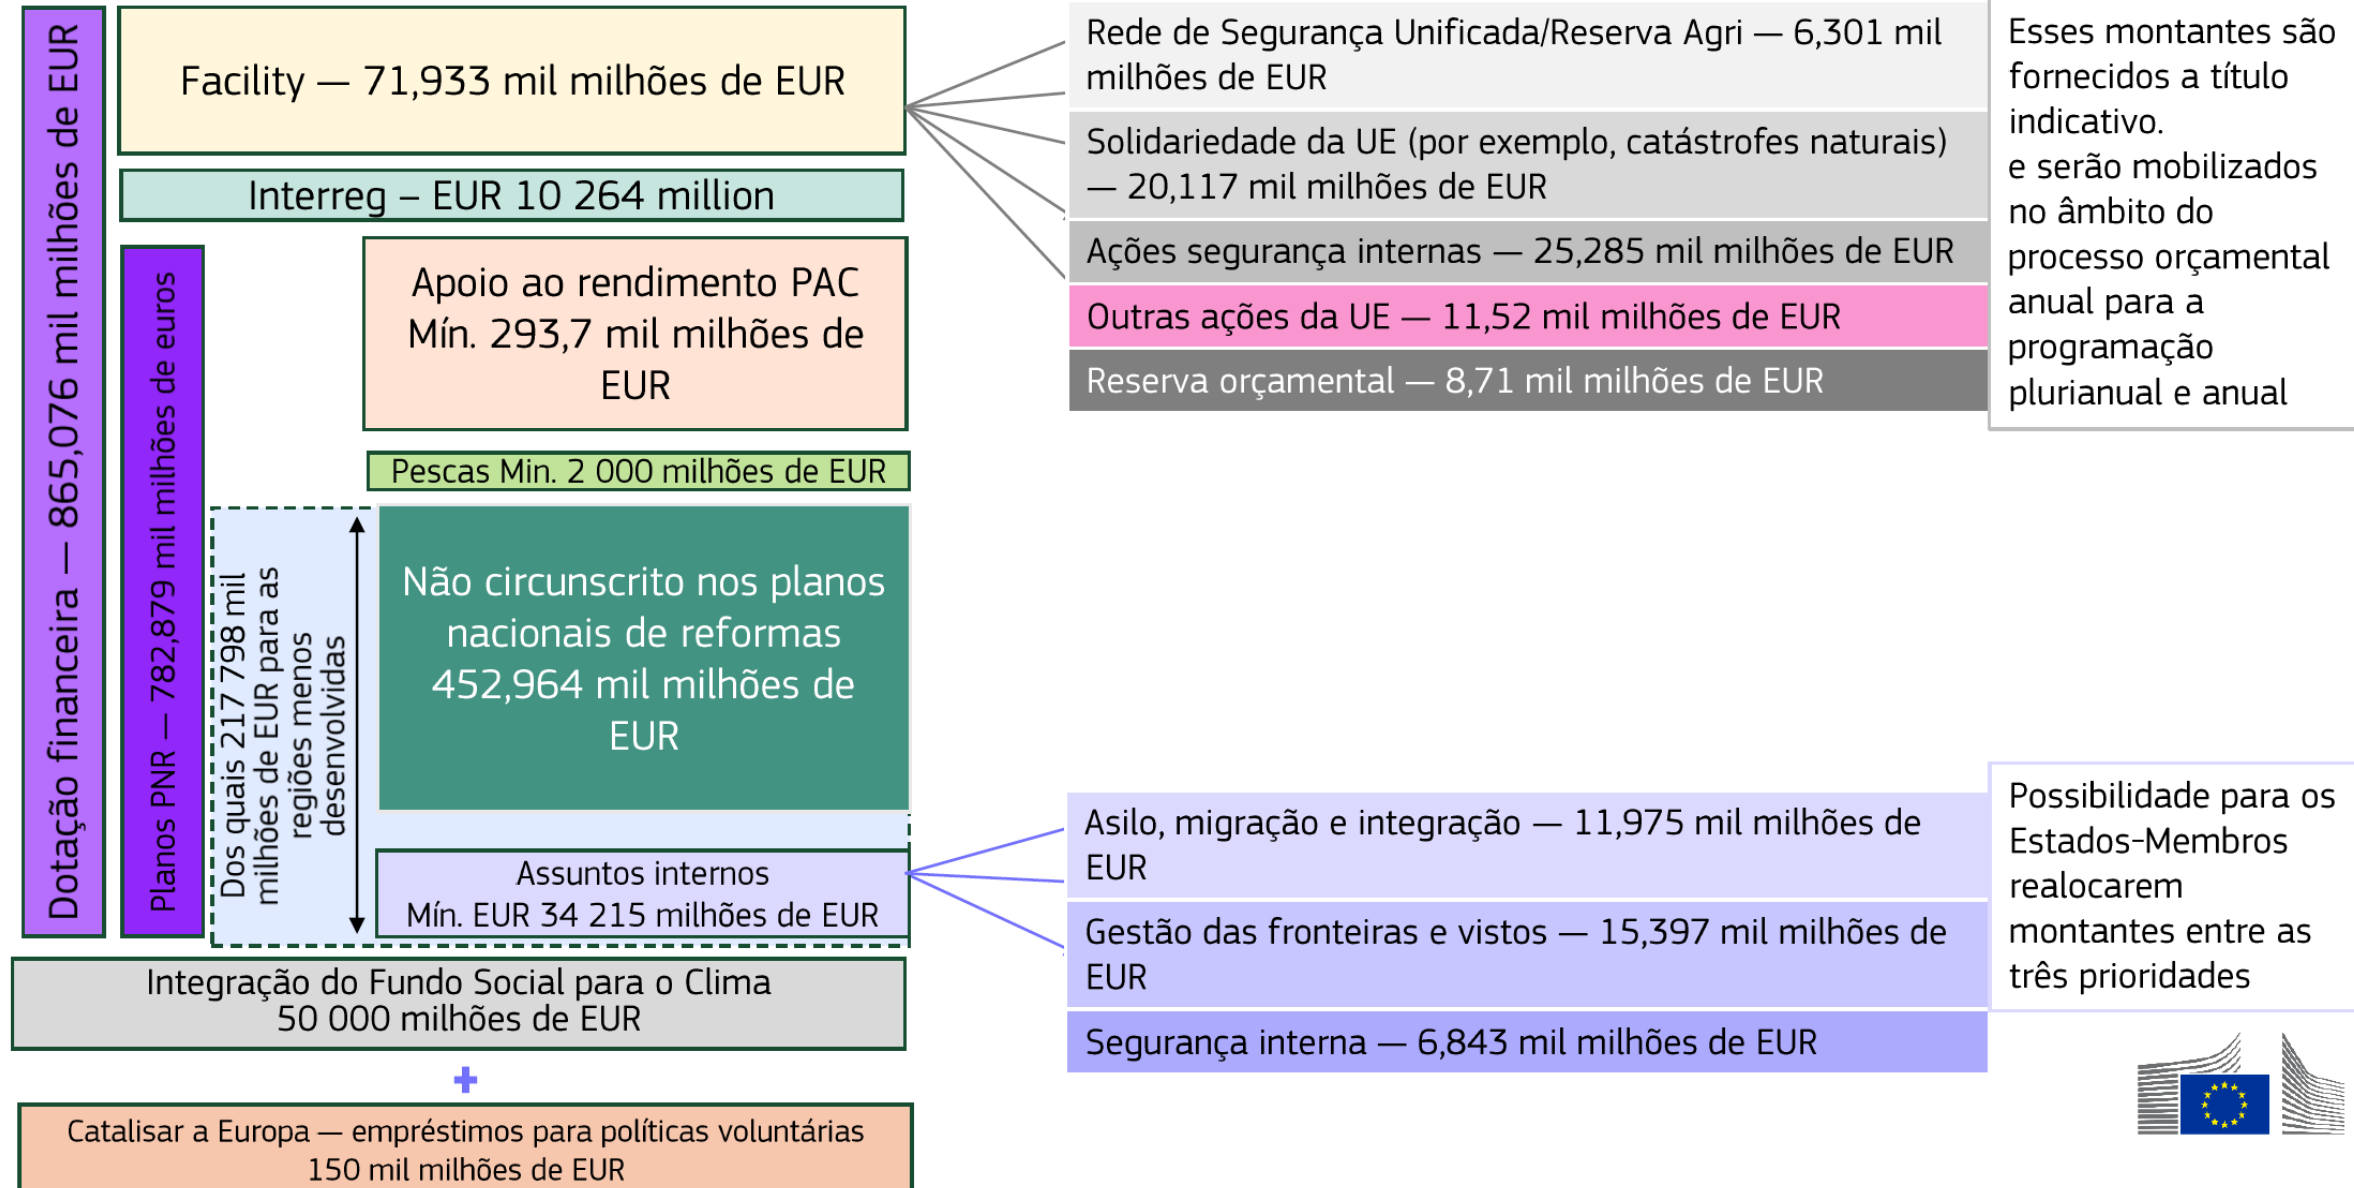 Dotação financeira — 865,076 mil milhões de EUR
Facility — 71,933 mil milhões de EUR
Interreg – EUR 10 264 million
Planos PNR — 782,879 mil milhões de euros
Apoio ao rendimento PAC
Mín. 293,7 mil milhões de
EUR
Pescas Min. 2 000 milhões de EUR
Dos quais 217 798 mil
milhões de EUR para as
regiões menos
desenvolvidas
Não circunscrito nos planos
nacionais de reformas
452,964 mil milhões de
EUR
Assuntos internos
Mín. EUR 34 215 milhões de EUR
Integração do Fundo Social para o Clima
50 000 milhões de EUR
+
Catalisar a Europa — empréstimos para políticas voluntárias
150 mil milhões de EUR
Rede de Segurança Unificada/Reserva Agri — 6,301 mil
milhões de EUR
Solidariedade da UE (por exemplo, catástrofes naturais)
— 20,117 mil milhões de EUR
Ações segurança internas — 25,285 mil milhões de EUR
Outras ações da UE — 11,52 mil milhões de EUR
Reserva orçamental — 8,71 mil milhões de EUR
Esses montantes são
fornecidos a título
indicativo.
e serão mobilizados
no âmbito do
processo orçamental
anual para a
programação
plurianual e anual
Asilo, migração e integração — 11,975 mil milhões de
EUR
Gestão das fronteiras e vistos — 15,397 mil milhões de
EUR
Segurança interna — 6,843 mil milhões de EUR
Possibilidade para os
Estados-Membros
realocarem
montantes entre as
três prioridades